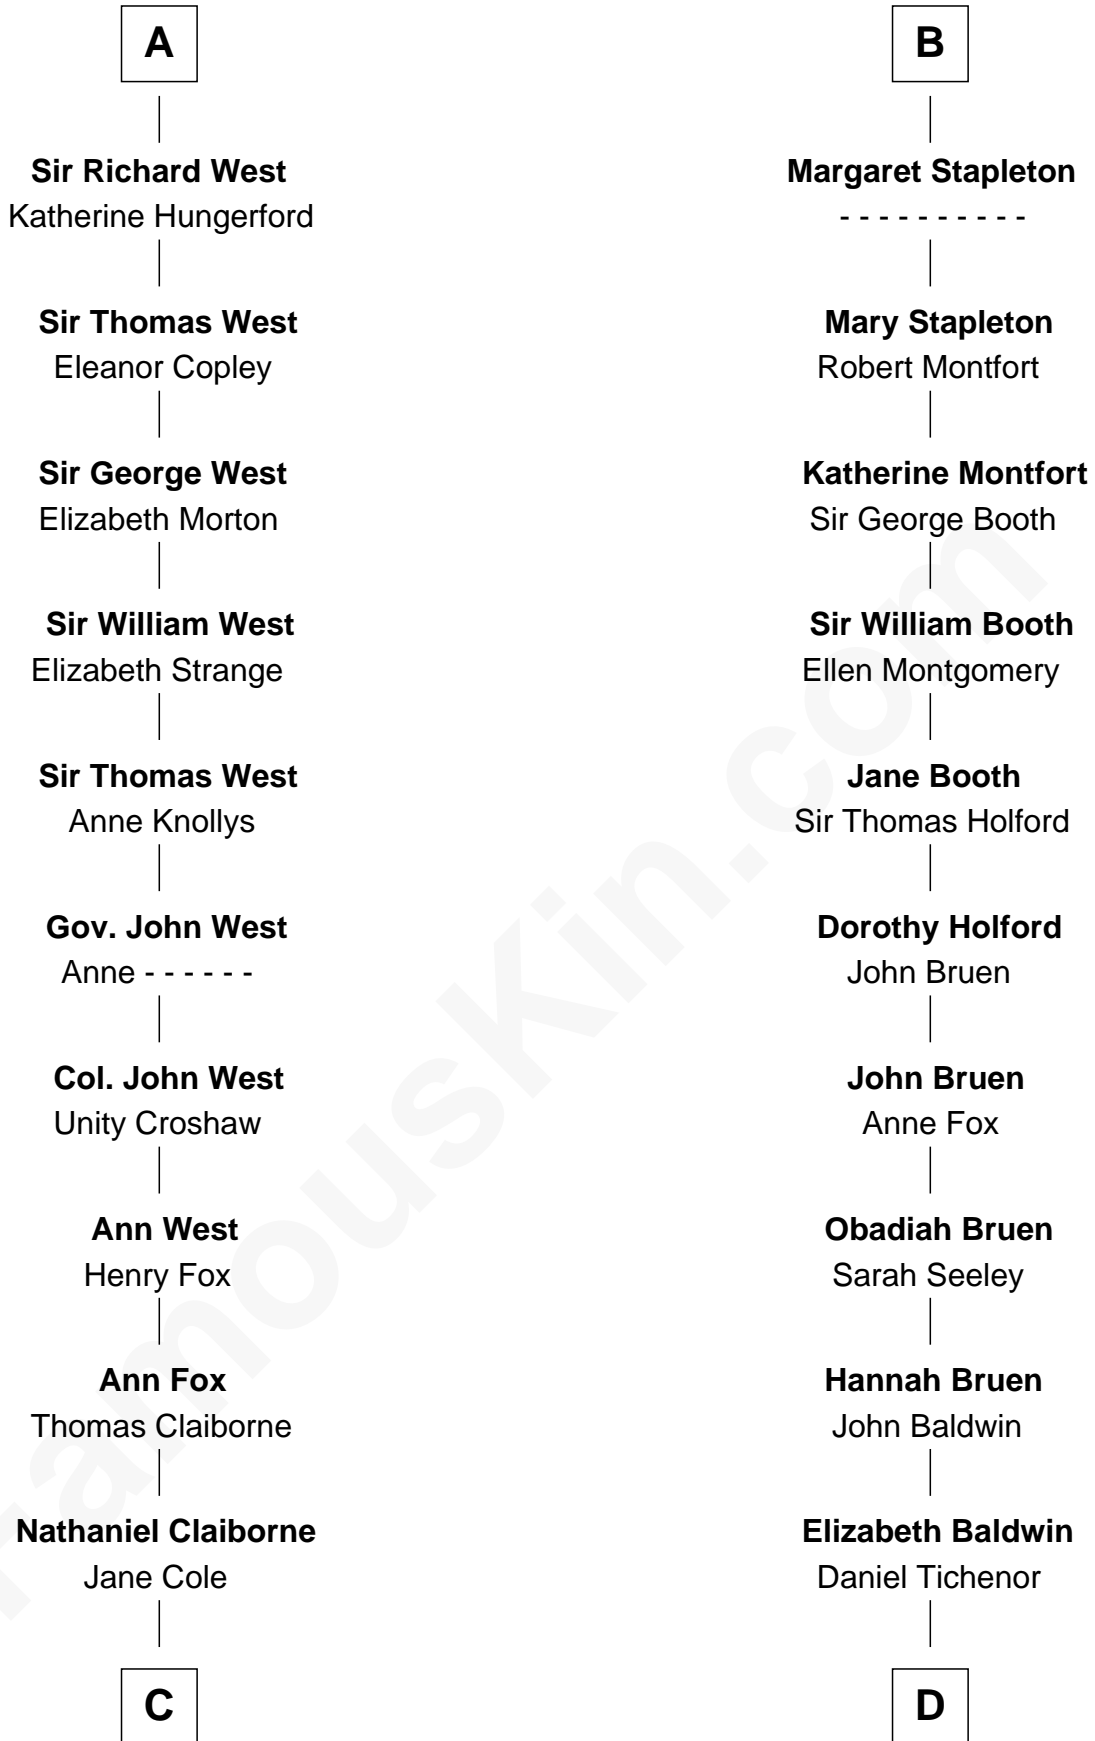 A
Sir Richard West
Katherine Hungerford
Sir Thomas West
Eleanor Copley
Sir George West
Elizabeth Morton
Sir William West
Elizabeth Strange
Sir Thomas West
Anne Knollys
Gov. John West
Anne - - - - - -
Col. John West
Unity Croshaw
Ann West
Henry Fox
Ann Fox
Thomas Claiborne
Nathaniel Claiborne
Jane Cole
C
B
Margaret Stapleton
- - - - - - - - - -
Mary Stapleton
Robert Montfort
Katherine Montfort
Sir George Booth
Sir William Booth
Ellen Montgomery
Jane Booth
Sir Thomas Holford
Dorothy Holford
John Bruen
John Bruen
Anne Fox
Obadiah Bruen
Sarah Seeley
Hannah Bruen
John Baldwin
Elizabeth Baldwin
Daniel Tichenor
D
FamousKin.com